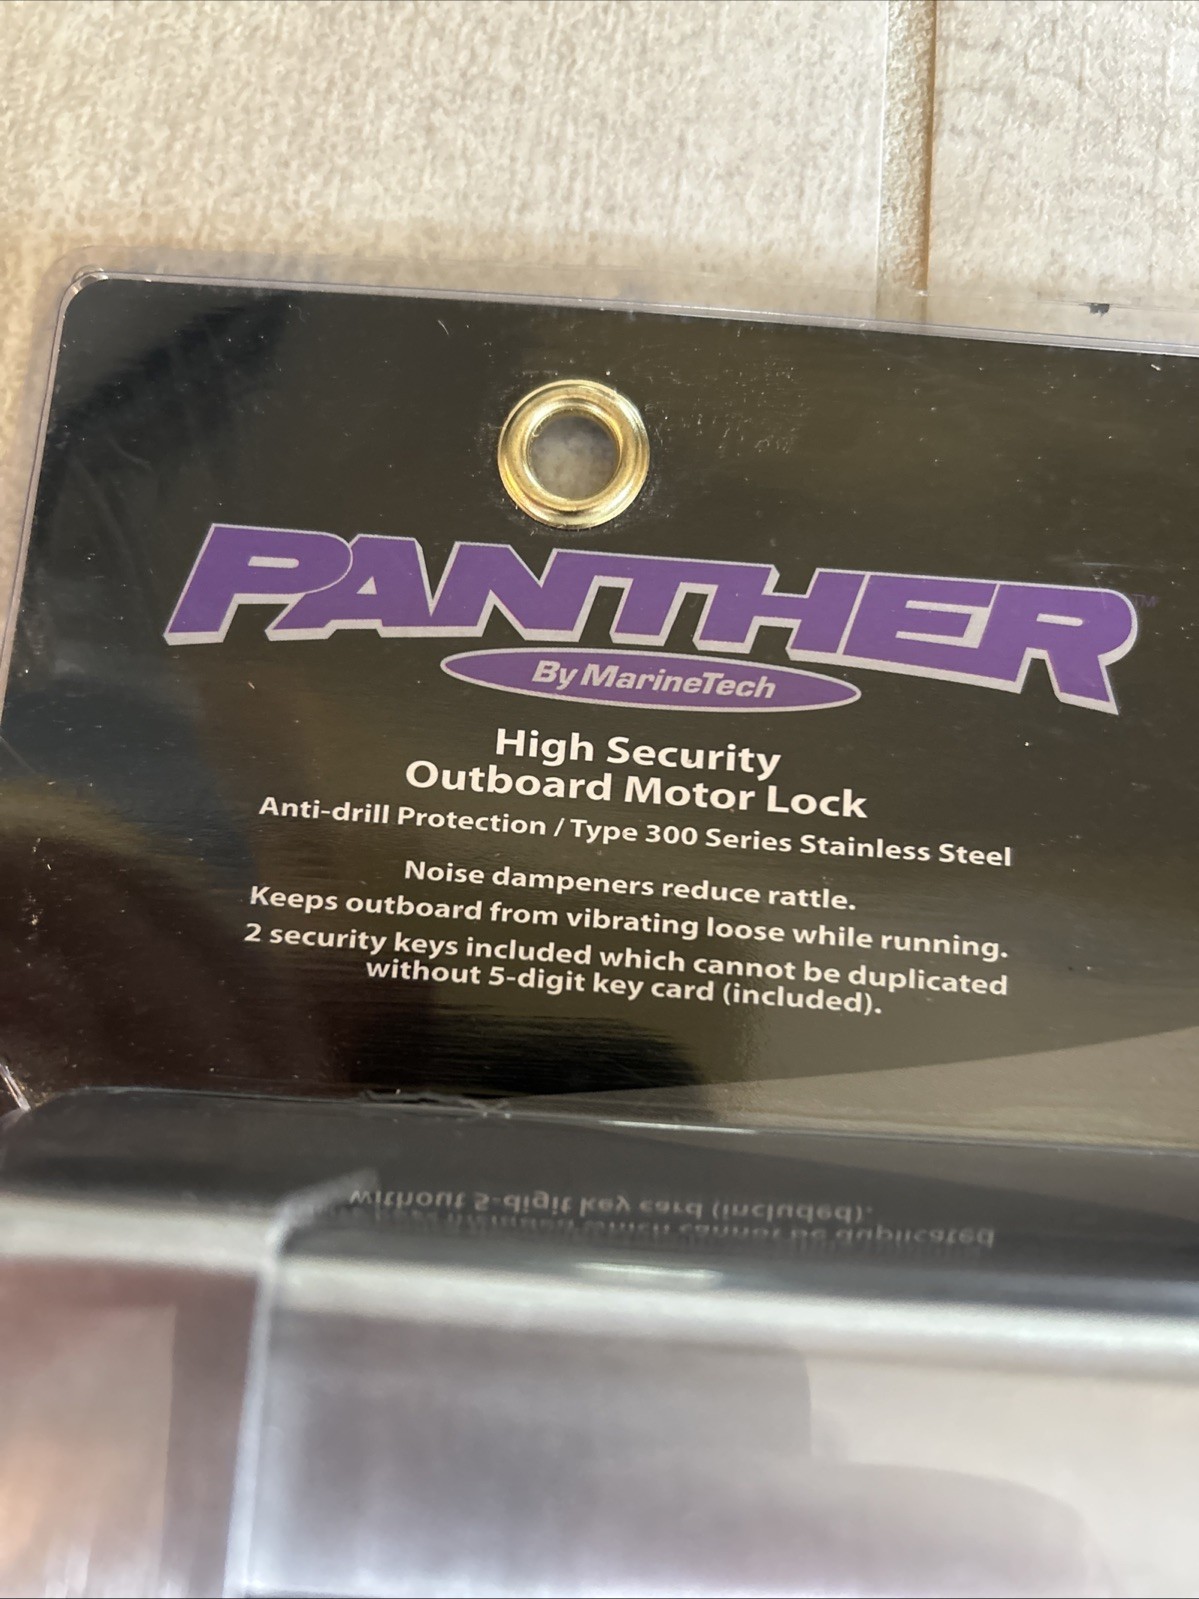 PANTHER™
By MarineTech
High Security
Outboard Motor Lock
Anti-drill Protection / Type 300 Series Stainless Steel
Noise dampeners reduce rattle.
Keeps outboard from vibrating loose while running.
2 security keys included which cannot be duplicated
without 5-digit key card (included).